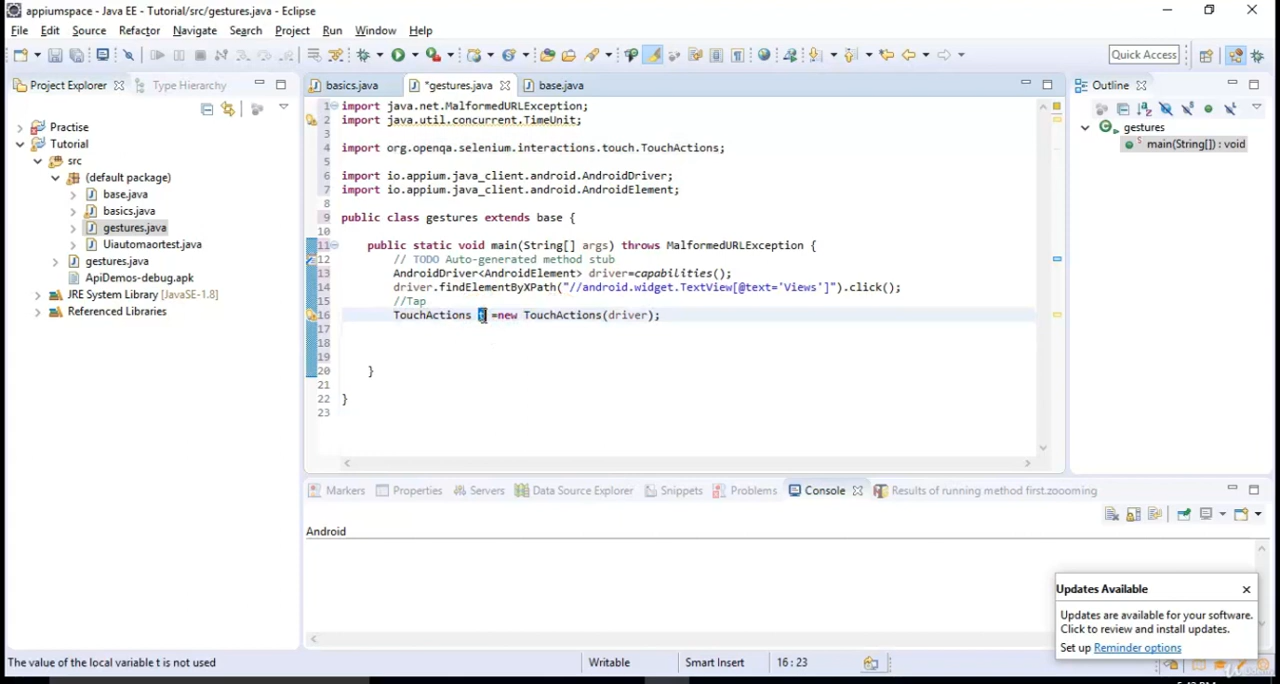 appiumspace - Java EE - Tutorial/src/gestures.java - Eclipse
File Edit Source Refactor Navigate Search Project Run Window Help
Quick Access
Project Explorer Type Hierarchy
basics.java *gestures.java base.java
Outline
Practise
Tutorial
src
(default package)
base.java
basics.java
gestures.java
Uiautomaortest.java
gestures.java
ApiDemos-debug.apk
JRE System Library [JavaSE-1.8]
Referenced Libraries
1 import java.net.MalformedURLException;
2 import java.util.concurrent.TimeUnit;
3
4 import org.openqa.selenium.interactions.touch.TouchActions;
5
6 import io.appium.java_client.android.AndroidDriver;
7 import io.appium.java_client.android.AndroidElement;
8
9 public class gestures extends base {
10
11 public static void main(String[] args) throws MalformedURLException {
12 // TODO Auto-generated method stub
13 AndroidDriver<AndroidElement> driver=capabilities();
14 driver.findElementByXPath("//android.widget.TextView[@text='Views']").click();
15 //Tap
16 TouchActions t =new TouchActions(driver);
17
18
19
20 }
21
22 }
23
gestures
main(String[]) : void
Markers Properties Servers Data Source Explorer Snippets Problems Console Results of running method first.zoooming
Android
Updates Available
Updates are available for your software.
Click to review and install updates.
Set up Reminder options
The value of the local variable t is not used
Writable Smart Insert 16 : 23